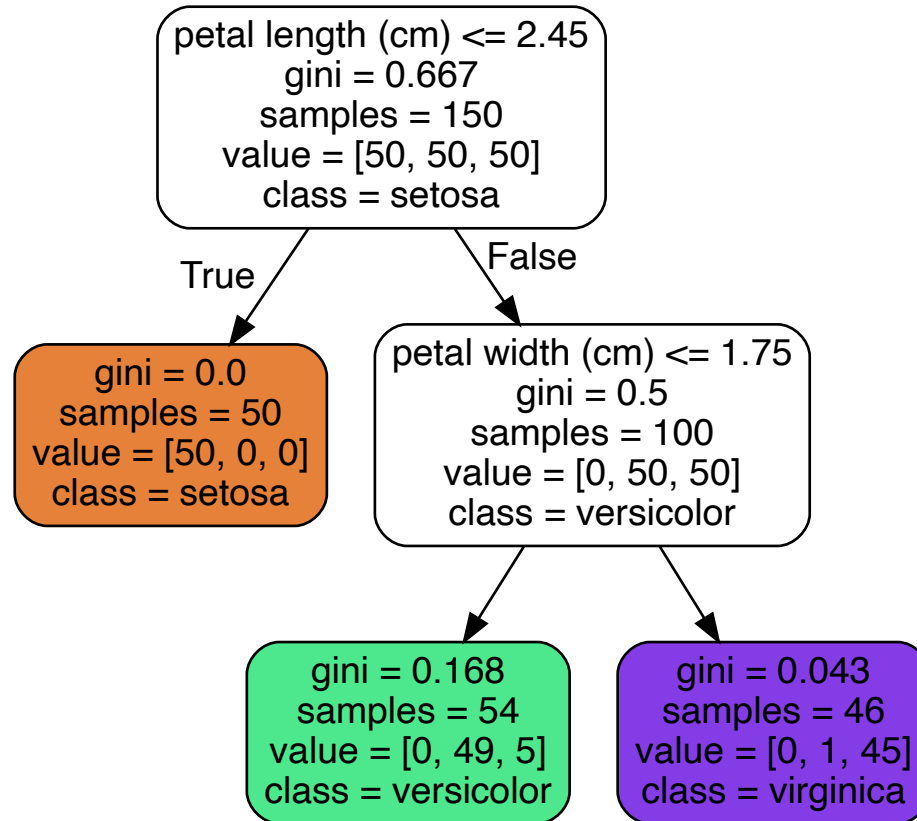 petal length (cm) <= 2.45
gini = 0.667
samples = 150
value = [50, 50, 50]
class = setosa
True
False
gini = 0.0
samples = 50
value = [50, 0, 0]
class = setosa
petal width (cm) <= 1.75
gini = 0.5
samples = 100
value = [0, 50, 50]
class = versicolor
gini = 0.168
samples = 54
value = [0, 49, 5]
class = versicolor
gini = 0.043
samples = 46
value = [0, 1, 45]
class = virginica